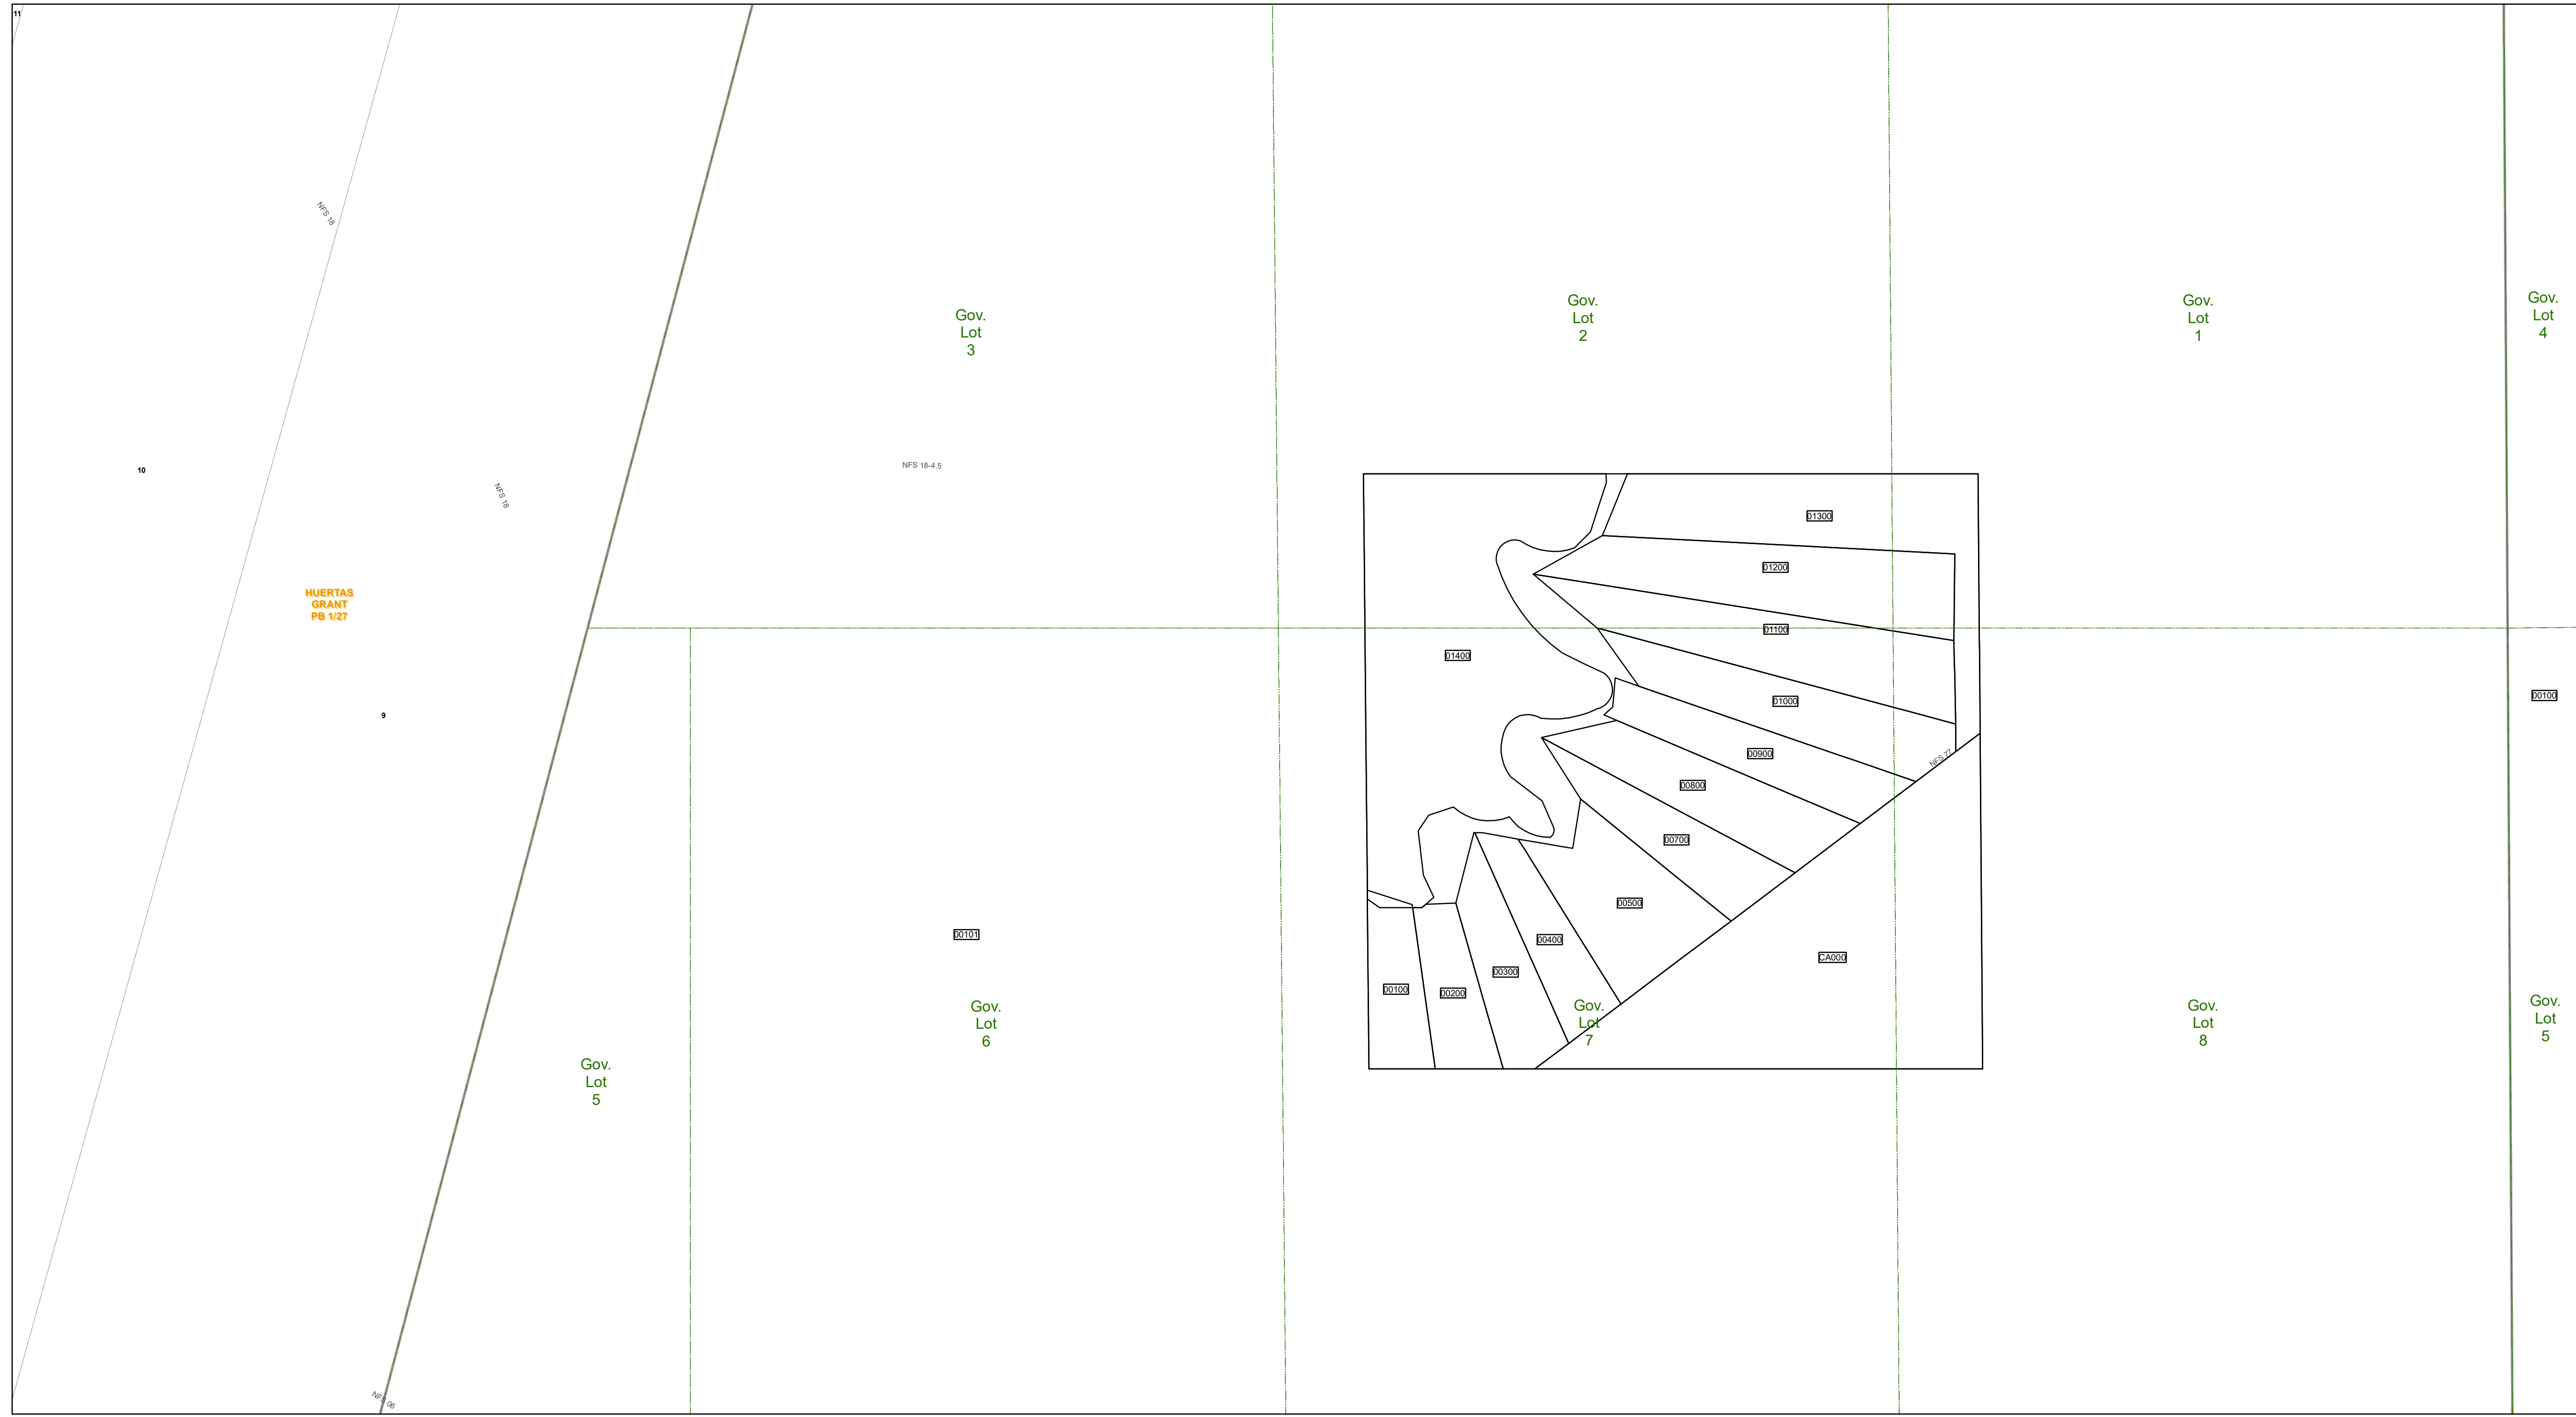 11
NFS 18
Gov.
Lot
3
Gov.
Lot
2
Gov.
Lot
1
Gov.
Lot
4
10
NFS 18
NFS 18-4.5
HUERTAS
GRANT
PB 1/27
9
01300
01200
01100
01400
01000
00900
NFS 77
00800
00700
00500
00400
00300
00200
00100
CA000
00100
00101
Gov.
Lot
5
Gov.
Lot
6
Gov.
Lot
7
Gov.
Lot
8
Gov.
Lot
5
NFS 06